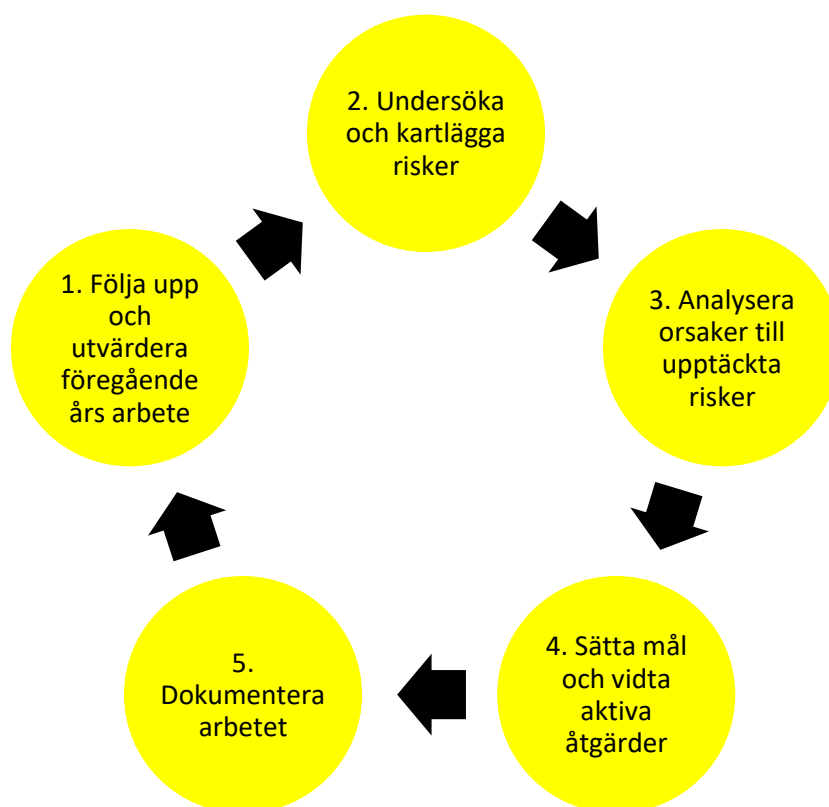 1. Följa upp
och
utvärdera
föregående
års arbete
2. Undersöka
och kartlägga
risker
3. Analysera
orsaker till
upptäckta
risker
4. Sätta mål
och vidta
aktiva
åtgärder
5.
Dokumentera
arbetet